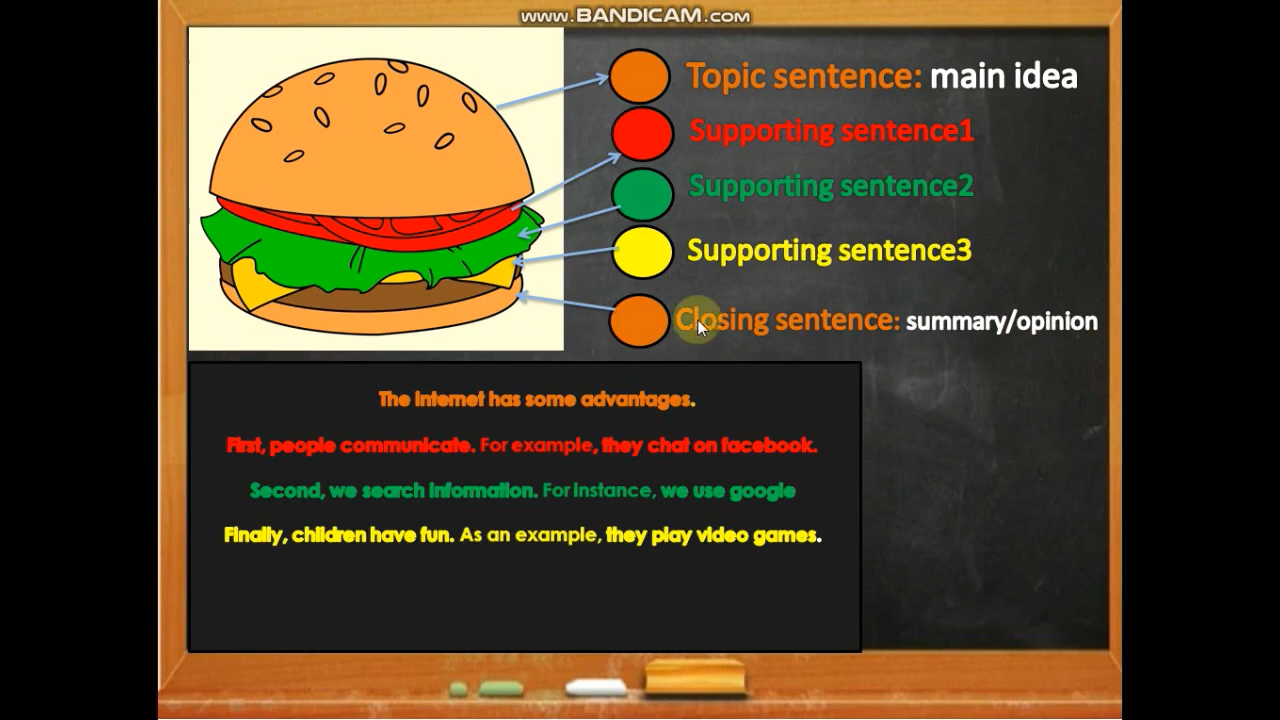 www.BANDICAM.com
Topic sentence: main idea
Supporting sentence1
Supporting sentence2
Supporting sentence3
Closing sentence: summary/opinion
The internet has some advantages.
First, people communicate. For example, they chat on facebook.
Second, we search information. For instance, we use google
Finally, children have fun. As an example, they play video games.